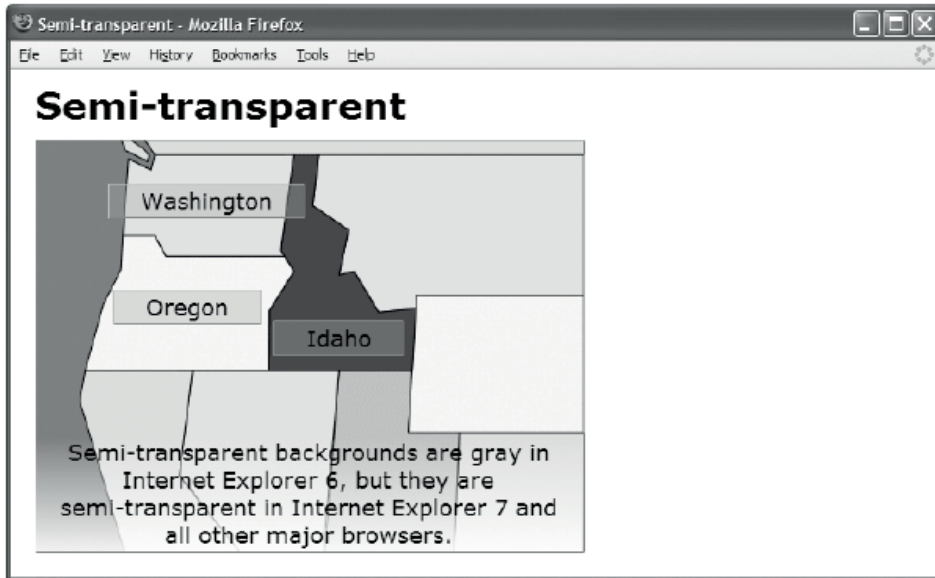 Semi-transparent - Mozilla Firefox
File Edit View History Bookmarks Tools Help
Semi-transparent
Washington
Oregon
Idaho
Semi-transparent backgrounds are gray in
Internet Explorer 6, but they are
semi-transparent in Internet Explorer 7 and
all other major browsers.